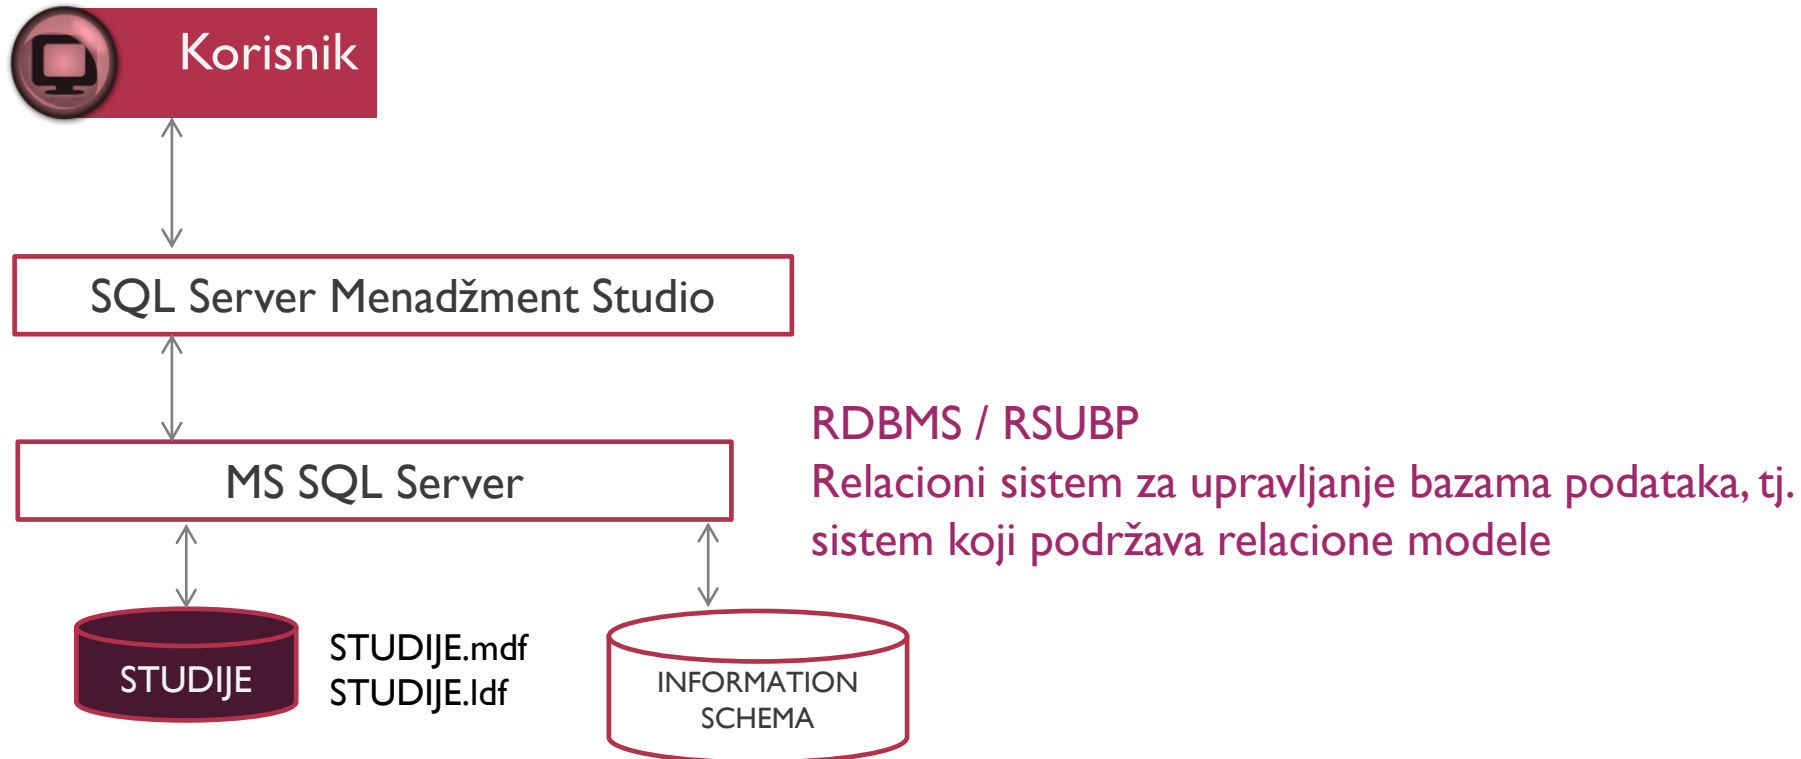 Korisnik
SQL Server Menadžment Studio
MS SQL Server
RDBMS / RSUBP
Relacioni sistem za upravljanje bazama podataka, tj.
sistem koji podržava relacione modele
STUDIJE
STUDIJE.mdf
STUDIJE.ldf
INFORMATION
SCHEMA